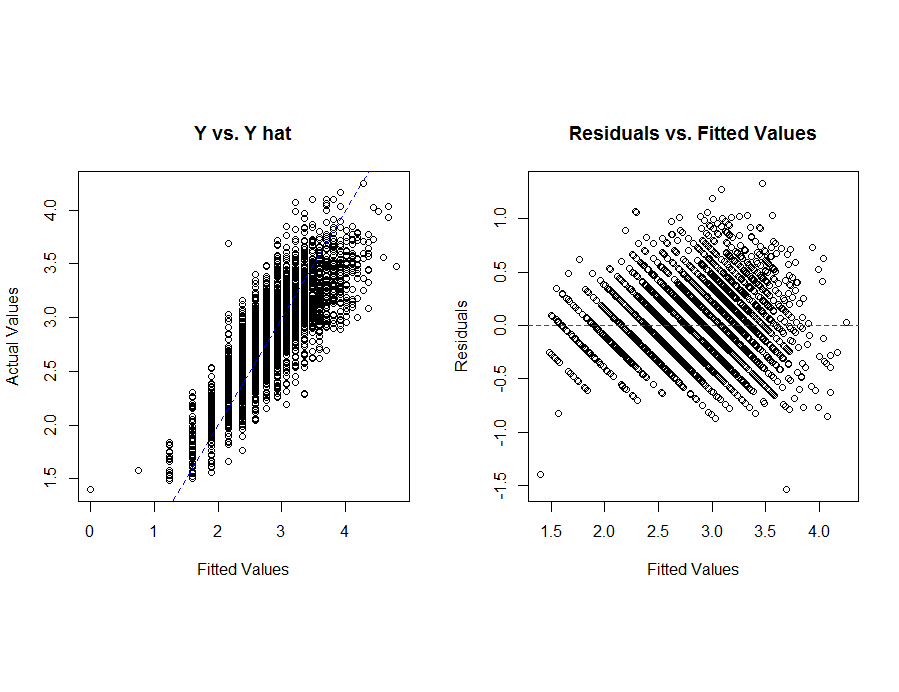 Y vs. Y hat
Actual Values
4.0
3.5
3.0
2.5
2.0
1.5
0 1 2 3 4
Fitted Values
Residuals vs. Fitted Values
Residuals
1.0
0.5
0.0
-0.5
-1.0
-1.5
1.5 2.0 2.5 3.0 3.5 4.0
Fitted Values